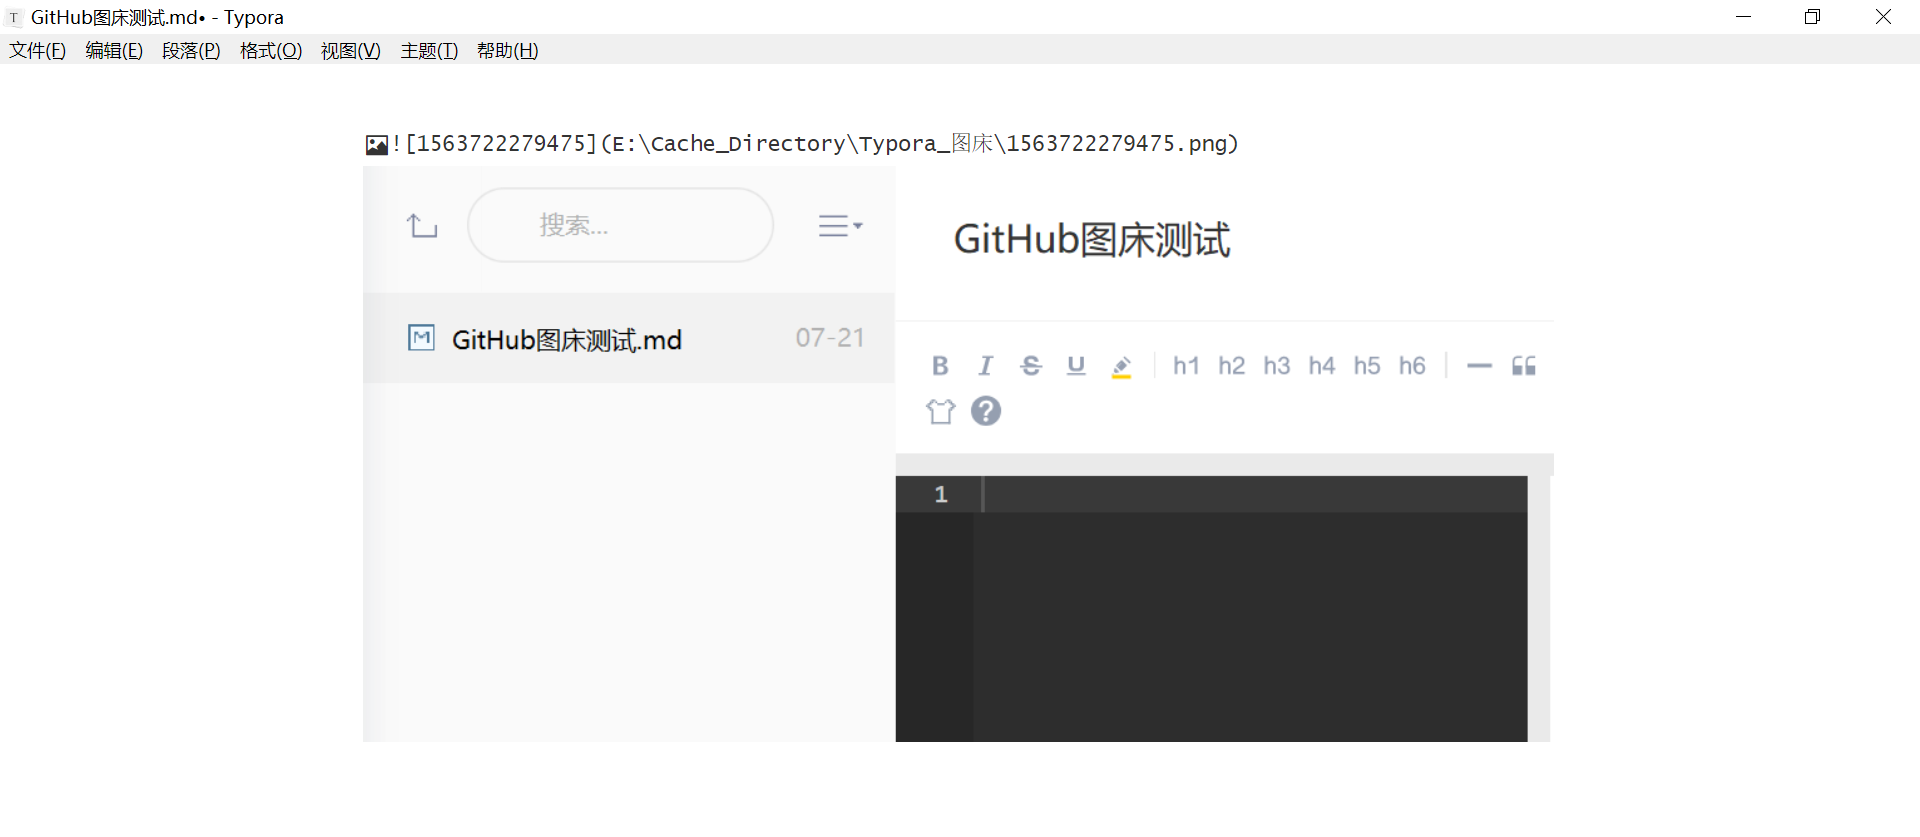 GitHub图床测试.md• - Typora
文件(F) 编辑(E) 段落(P) 格式(O) 视图(V) 主题(T) 帮助(H)
![1563722279475](E:\Cache_Directory\Typora_图床\1563722279475.png)
搜索...
GitHub图床测试
GitHub图床测试.md 07-21
B I S U h1 h2 h3 h4 h5 h6
1